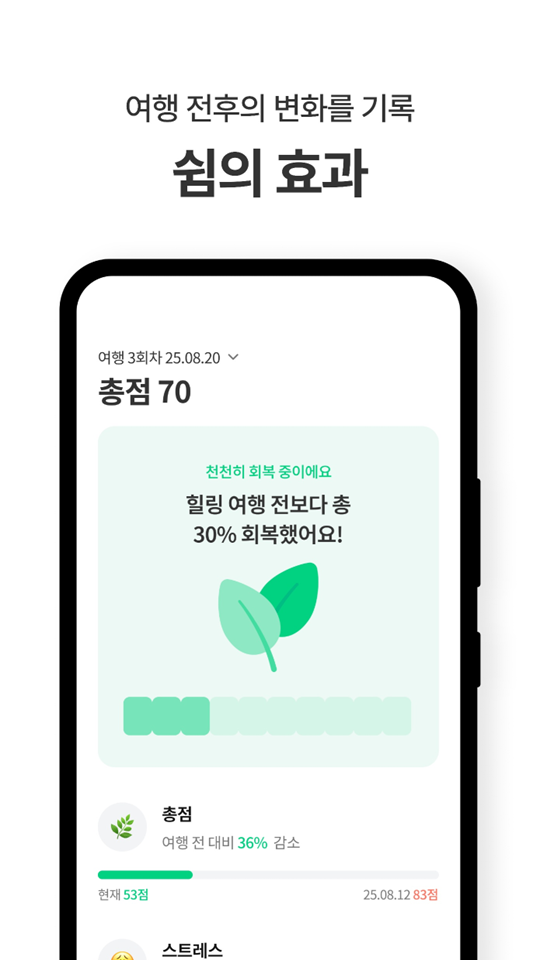 여행 전후의 변화를 기록
쉼의 효과
여행 3회차 25.08.20
총점 70
천천히 회복 중이에요
힐링 여행 전보다 총
30% 회복했어요!
총점
여행 전 대비 36% 감소
현재 53점
25.08.12 83점
스트레스